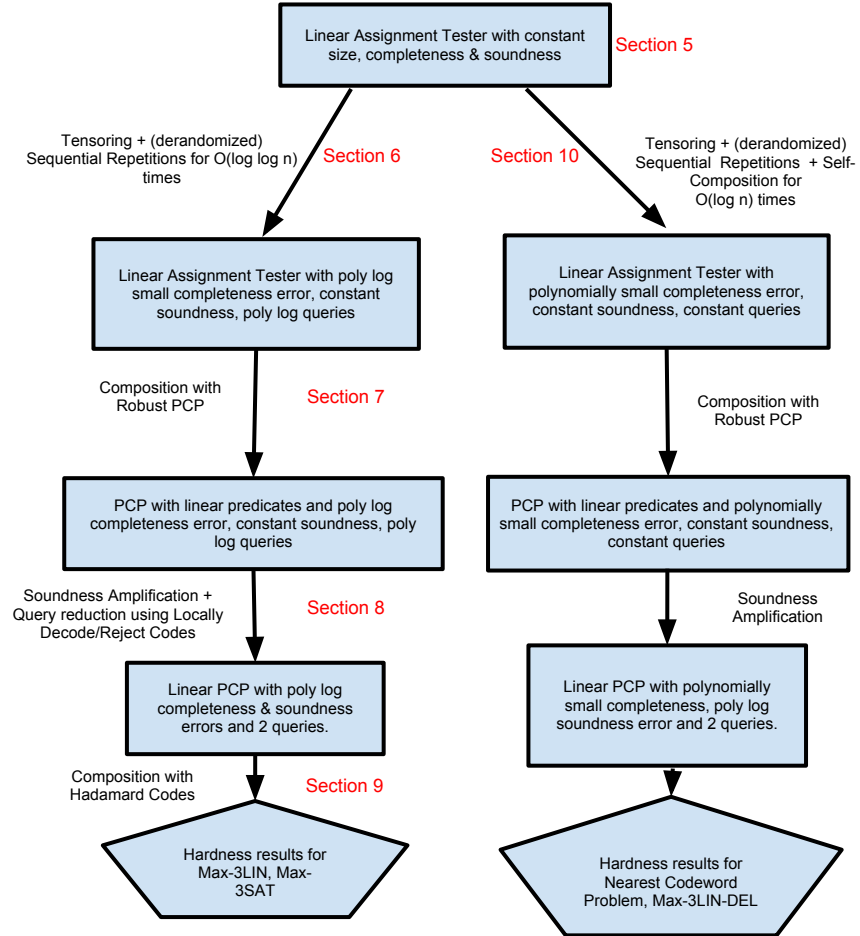 Linear Assignment Tester with constant
size, completeness & soundness
Section 5
Tensoring + (derandomized)
Sequential Repetitions for O(log log n)
times
Section 6
Section 10
Tensoring + (derandomized)
Sequential Repetitions + Self-
Composition for
O(log n) times
Linear Assignment Tester with poly log
small completeness error, constant
soundness, poly log queries
Linear Assignment Tester with
polynomially small completeness error,
constant soundness, constant queries
Composition with
Robust PCP
Section 7
Composition with
Robust PCP
PCP with linear predicates and poly log
completeness error, constant soundness, poly
log queries
PCP with linear predicates and polynomially
small completeness error, constant soundness,
constant queries
Soundness Amplification +
Query reduction using Locally
Decode/Reject Codes
Section 8
Soundness
Amplification
Linear PCP with poly log
completeness & soundness
errors and 2 queries.
Linear PCP with polynomially
small completeness, poly log
soundness error and 2 queries.
Composition with
Hadamard Codes
Section 9
Hardness results for
Max-3LIN, Max-
3SAT
Hardness results for
Nearest Codeword
Problem, Max-3LIN-DEL